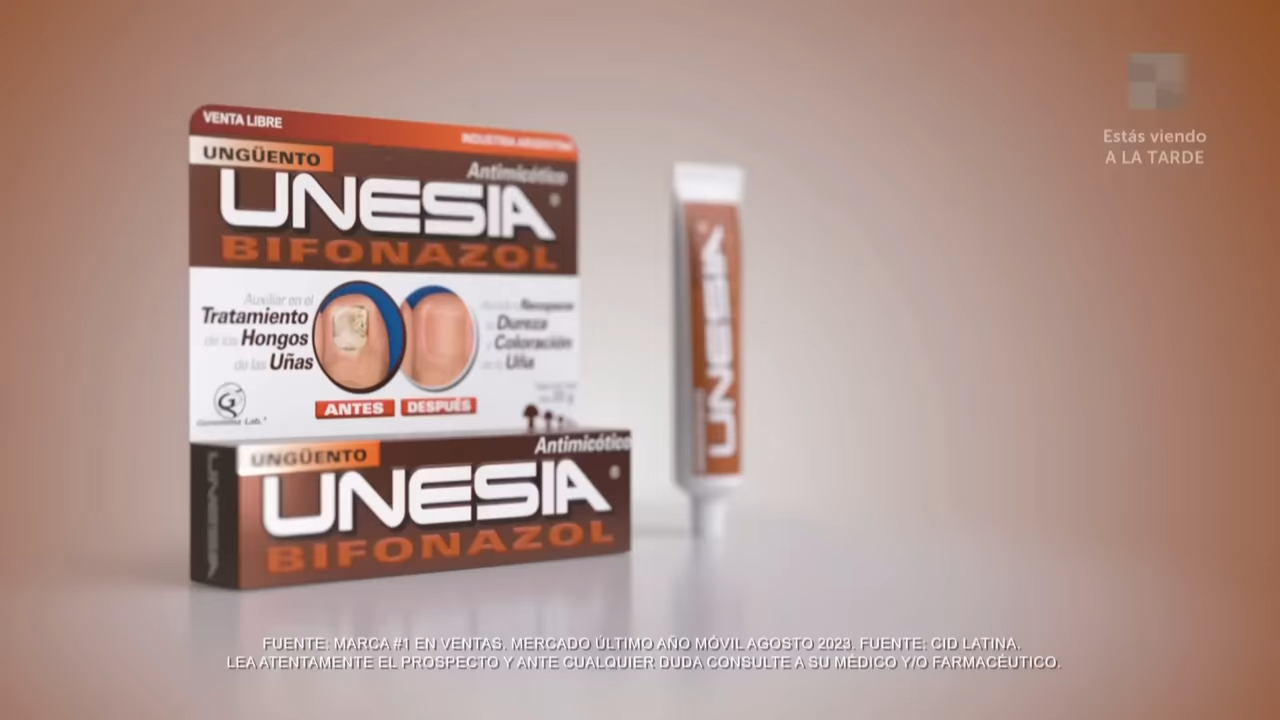 VENTA LIBRE
INDUSTRIA ARGENTINA
UNGÜENTO
Antimicótico
UNESIA
BIFONAZOL
Auxiliar en el
Tratamiento
de los Hongos
de las Uñas
Dureza
Coloración
Uña
ANTES
DESPUÉS
Genomma Lab.
UNGÜENTO
Antimicótico
UNESIA
BIFONAZOL
UNESIA
UNESIA
Estás viendo
A LA TARDE
FUENTE: MARCA #1 EN VENTAS. MERCADO ÚLTIMO AÑO MÓVIL AGOSTO 2023. FUENTE: CID LATINA.
LEA ATENTAMENTE EL PROSPECTO Y ANTE CUALQUIER DUDA CONSULTE A SU MÉDICO Y/O FARMACÉUTICO.